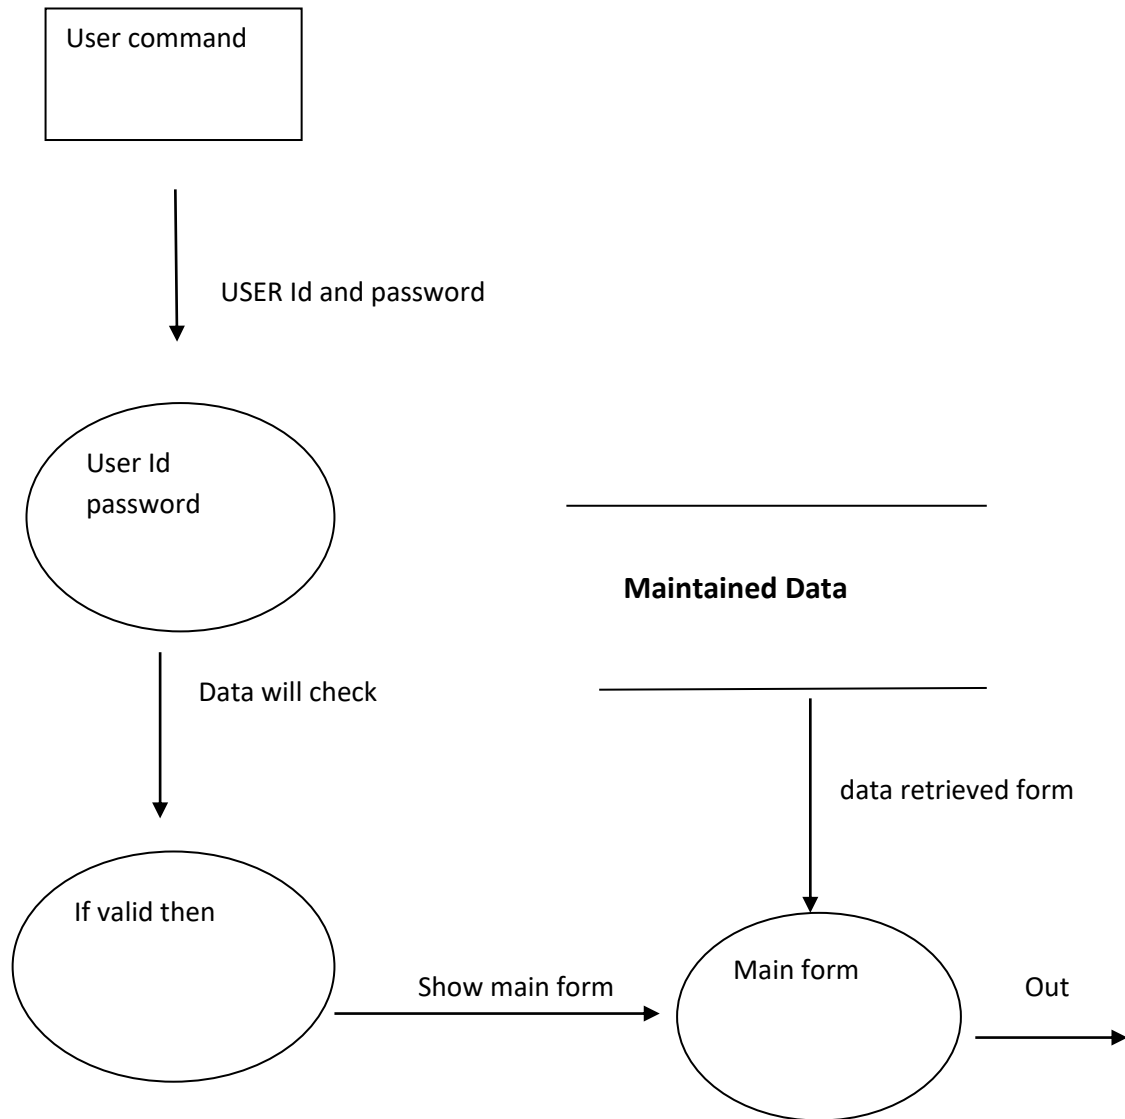 User command
USER Id and password
User Id
password
Maintained Data
Data will check
data retrieved form
If valid then
Main form
Show main form
Out